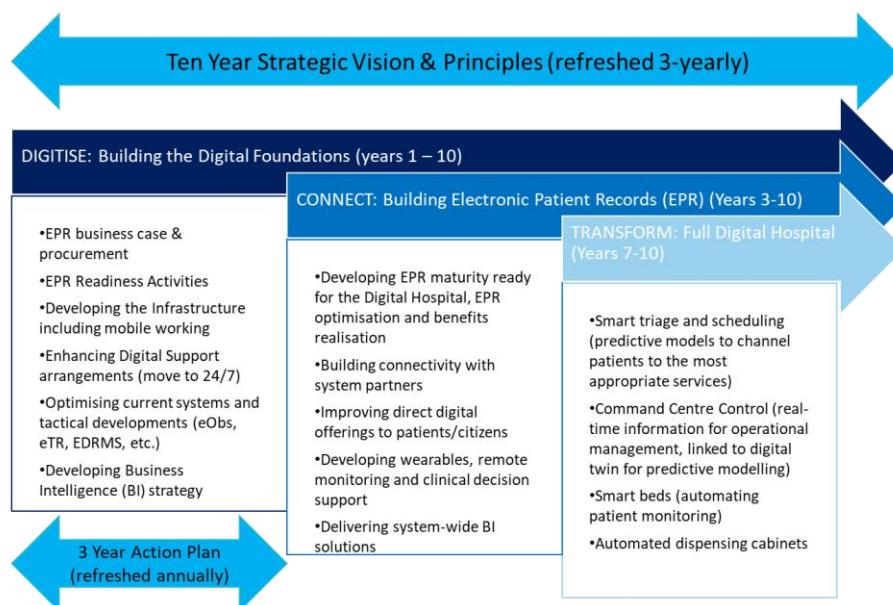 Ten Year Strategic Vision & Principles (refreshed 3-yearly)
DIGITISE: Building the Digital Foundations (years 1 – 10)
CONNECT: Building Electronic Patient Records (EPR) (Years 3-10)
TRANSFORM: Full Digital Hospital
(Years 7-10)
•EPR business case &
procurement
•EPR Readiness Activities
•Developing the Infrastructure
including mobile working
•Enhancing Digital Support
arrangements (move to 24/7)
•Optimising current systems and
tactical developments (eObs,
eTR, EDRMS, etc.)
•Developing Business
Intelligence (BI) strategy
•Developing EPR maturity ready
for the Digital Hospital, EPR
optimisation and benefits
realisation
•Building connectivity with
system partners
•Improving direct digital
offerings to patients/citizens
•Developing wearables, remote
monitoring and clinical decision
support
•Delivering system-wide BI
solutions
•Smart triage and scheduling
(predictive models to channel
patients to the most
appropriate services)
•Command Centre Control (real-
time information for operational
management, linked to digital
twin for predictive modelling)
•Smart beds (automating
patient monitoring)
•Automated dispensing cabinets
3 Year Action Plan
(refreshed annually)